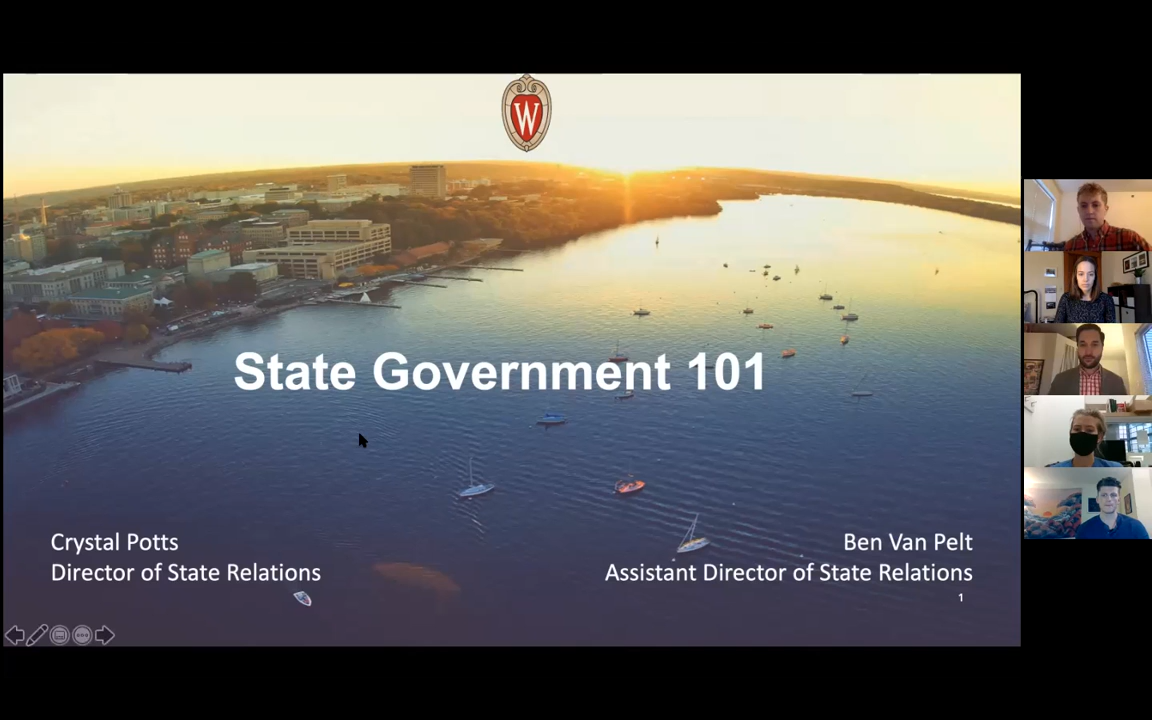 W
State Government 101
Crystal Potts
Director of State Relations
Ben Van Pelt
Assistant Director of State Relations
1